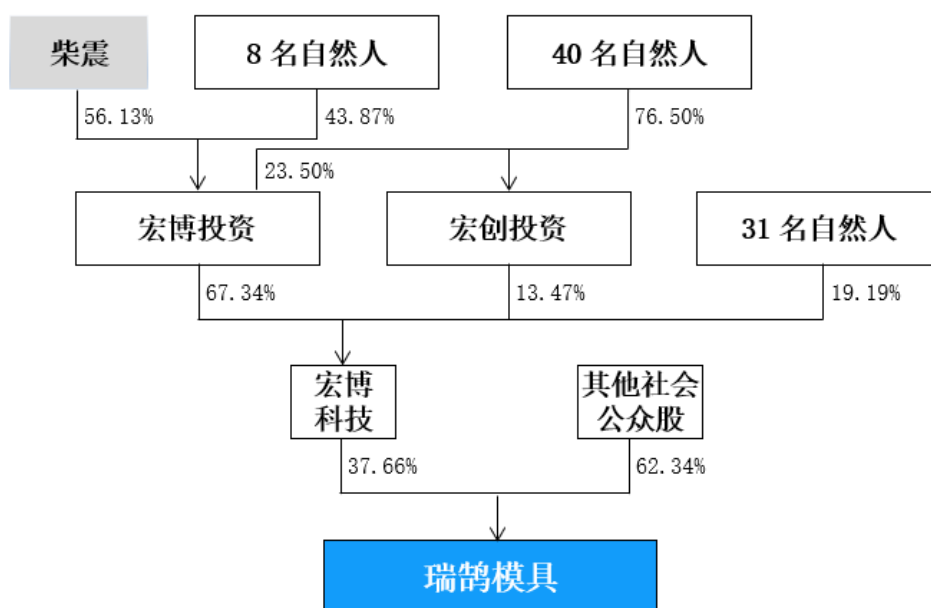 柴震
8 名自然人
40 名自然人
56.13%
43.87%
76.50%
23.50%
宏博投资
宏创投资
31 名自然人
67.34%
13.47%
19.19%
宏博
科技
其他社会
公众股
37.66%
62.34%
瑞鹄模具